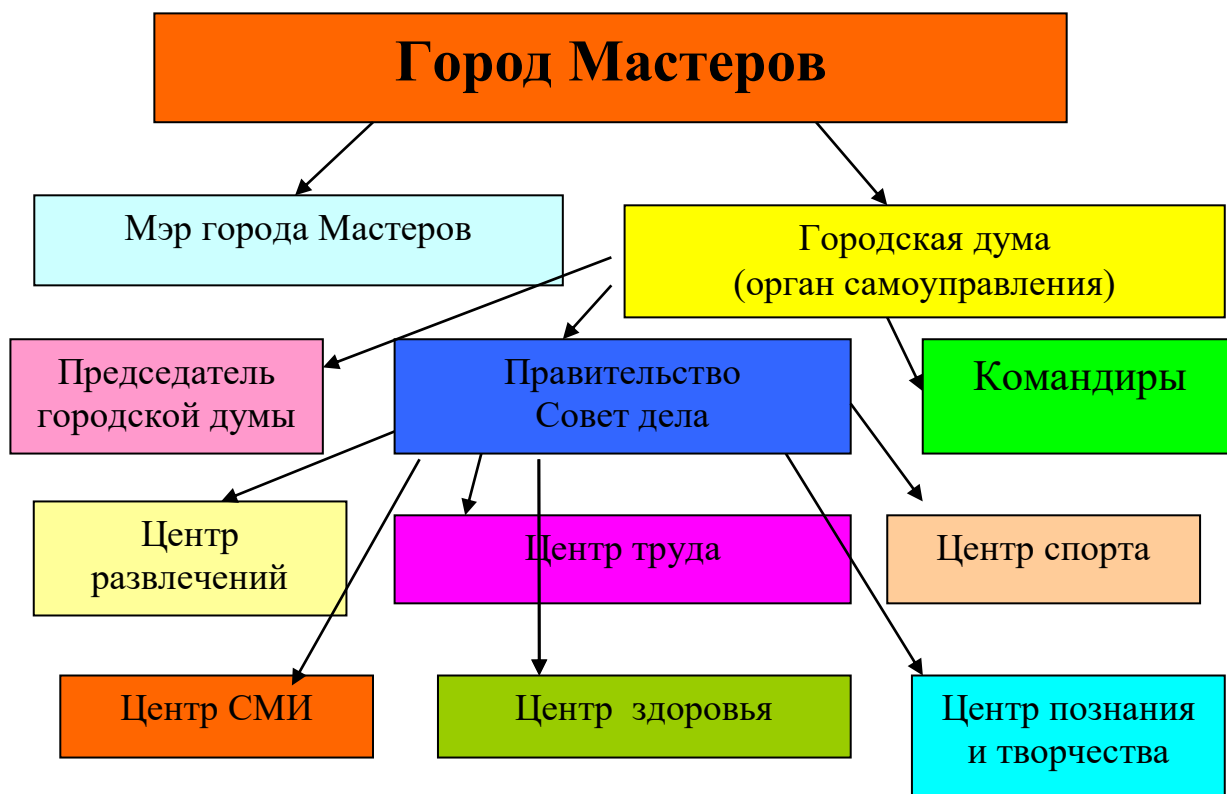 Город Мастеров
Мэр города Мастеров
Городская дума
(орган самоуправления)
Председатель
городской думы
Правительство
Совет дела
Командиры
Центр
развлечений
Центр труда
Центр спорта
Центр СМИ
Центр здоровья
Центр познания
и творчества